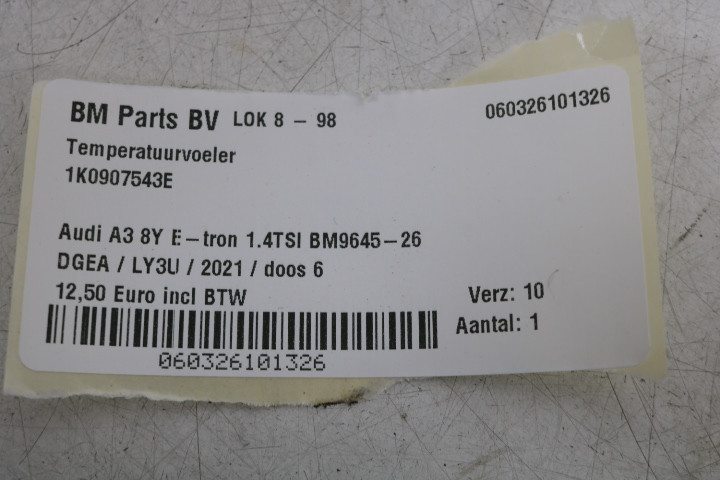 BM Parts BV LOK 8 - 98
060326101326
Temperatuurvoeler
1K0907543E
Audi A3 8Y E-tron 1.4TSI BM9645-26
DGEA / LY3U / 2021 / doos 6
12,50 Euro incl BTW
Verz: 10
Aantal: 1
060326101326